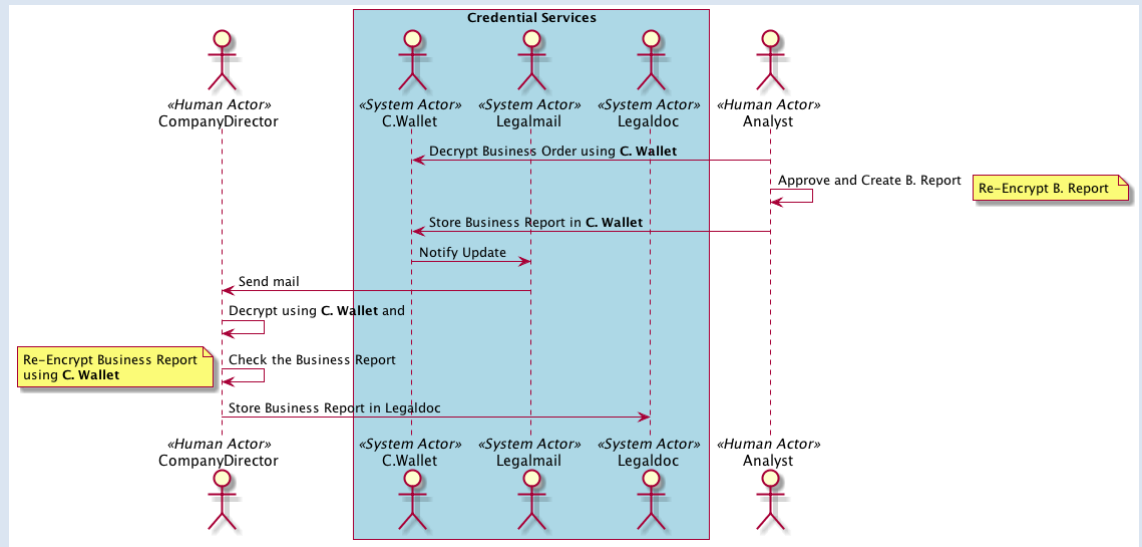 Credential Services
«Human Actor»
CompanyDirector
«System Actor»
C.Wallet
«System Actor»
Legalmail
«System Actor»
Legaldoc
«Human Actor»
Analyst
Decrypt Business Order using C. Wallet
Approve and Create B. Report
Re-Encrypt B. Report
Store Business Report in C. Wallet
Notify Update
Send mail
Decrypt using C. Wallet and
Re-Encrypt Business Report
using C. Wallet
Check the Business Report
Store Business Report in Legaldoc
«Human Actor»
CompanyDirector
«System Actor»
C.Wallet
«System Actor»
Legalmail
«System Actor»
Legaldoc
«Human Actor»
Analyst